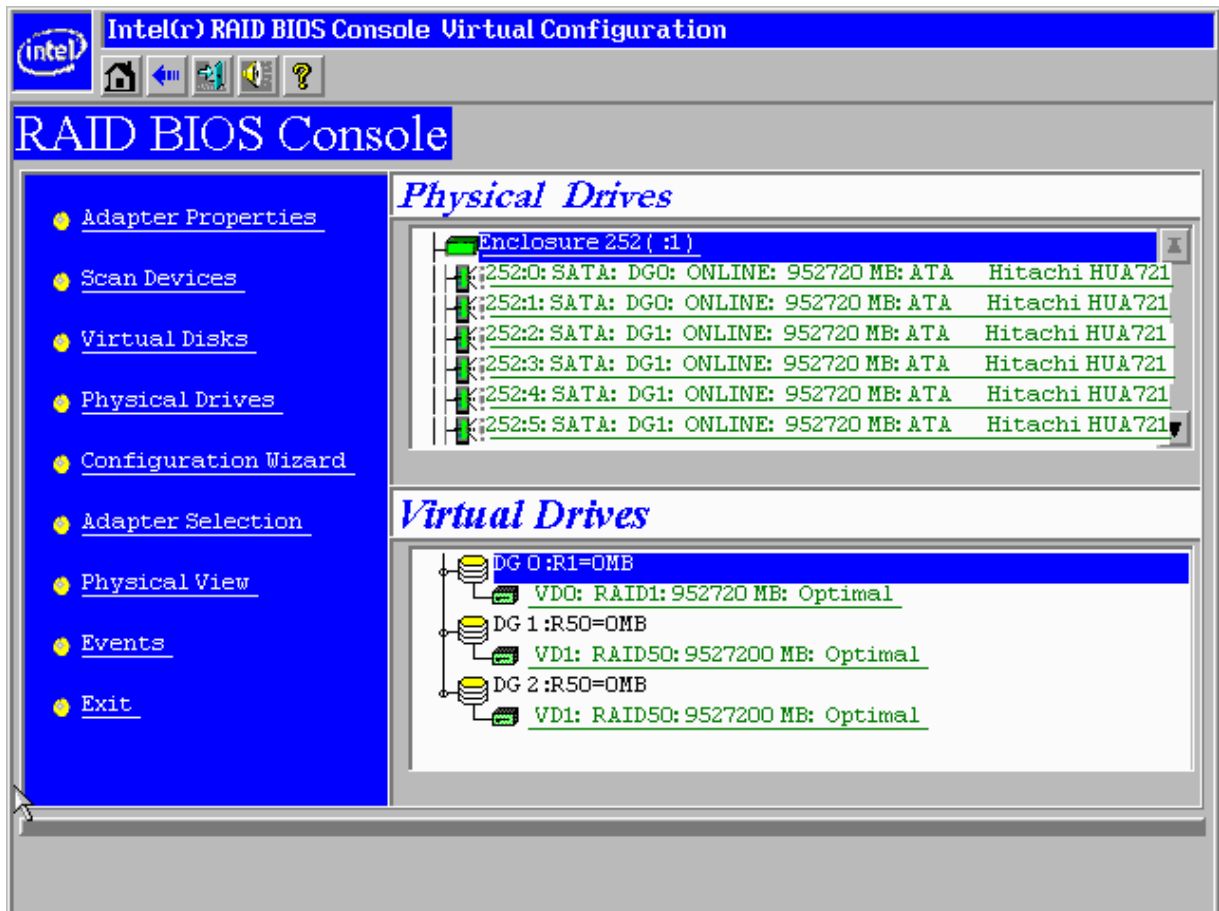 intel
Intel(r) RAID BIOS Console Virtual Configuration
RAID BIOS Console
Adapter Properties
Scan Devices
Virtual Disks
Physical Drives
Configuration Wizard
Adapter Selection
Physical View
Events
Exit
Physical Drives
Enclosure 252( :1)
252:0: SATA: DG0: ONLINE: 952720 MB: ATA Hitachi HUA721
252:1: SATA: DG0: ONLINE: 952720 MB: ATA Hitachi HUA721
252:2: SATA: DG1: ONLINE: 952720 MB: ATA Hitachi HUA721
252:3: SATA: DG1: ONLINE: 952720 MB: ATA Hitachi HUA721
252:4: SATA: DG1: ONLINE: 952720 MB: ATA Hitachi HUA721
252:5: SATA: DG1: ONLINE: 952720 MB: ATA Hitachi HUA721
Virtual Drives
DG 0 :R1=0MB
VD0: RAID1: 952720 MB: Optimal
DG 1 :R50=0MB
VD1: RAID50: 9527200 MB: Optimal
DG 2 :R50=0MB
VD1: RAID50: 9527200 MB: Optimal